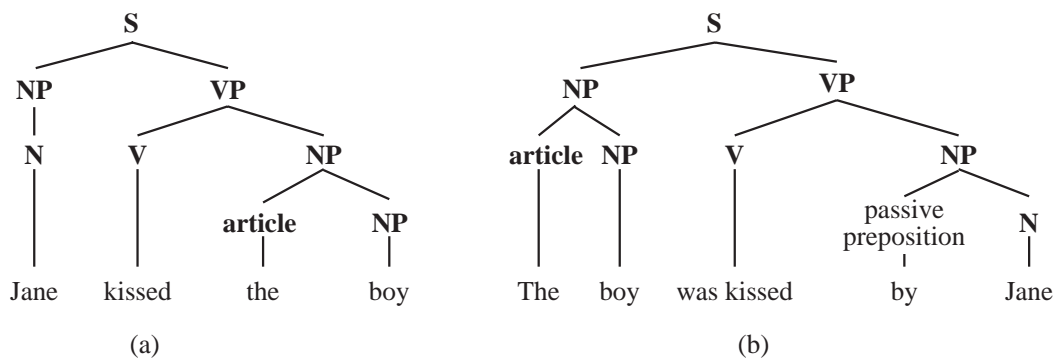 S S
NP VP NP VP
N V NP article NP V NP
article NP passive preposition N
Jane kissed the boy The boy was kissed by Jane
(a) (b)